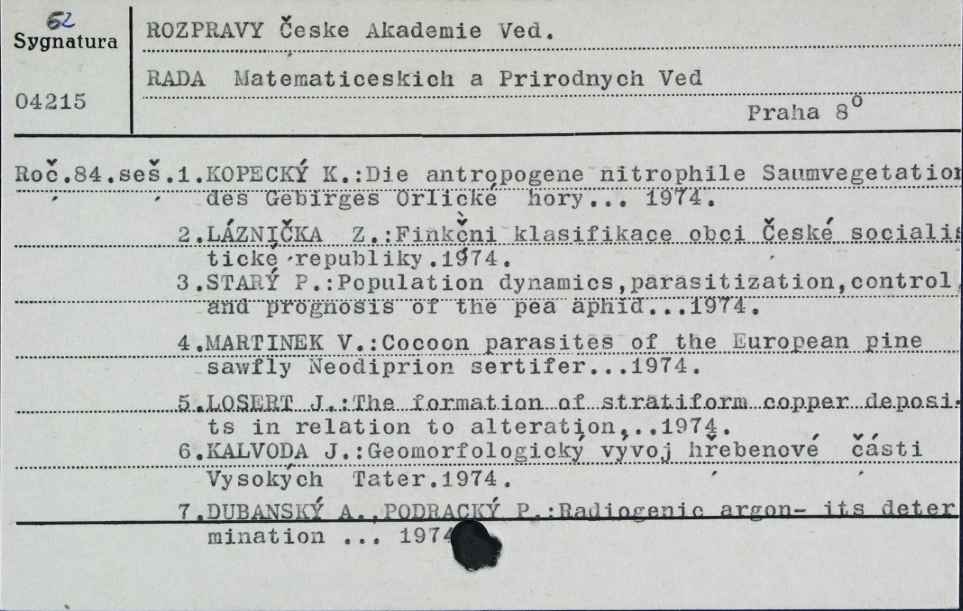 62
Sygnatura
04215
ROZPRAVY Česke Akademie Ved.
RADA Matematiceskich a Prirodnych Ved
Praha 8°
Roč.84.seš.1.KOPECKÝ K.:Die antropogene nitrophile Saumvegetation
des Gebirges Orlické hory... 1974.
2.LÁZNIČKA Z.:Finkčni klasifikace obci České socialis
tické republiky.1974.
3.STARÝ P.:Population dynamics,parasitization,control,
and prognosis of the pea aphid...1974.
4.MARTINEK V.:Cocoon parasites of the European pine
sawfly Neodiprion sertifer...1974.
5.LOSERT J.:The formation of stratiform copper deposi-
ts in relation to alteration,..1974.
6.KALVODA J.:Geomorfologický vývoj hřebenové části
Vysokých Tater.1974.
7.DUBANSKÝ A.,PODRACKÝ P.:Radiogenic argon- its deter
mination ... 1974